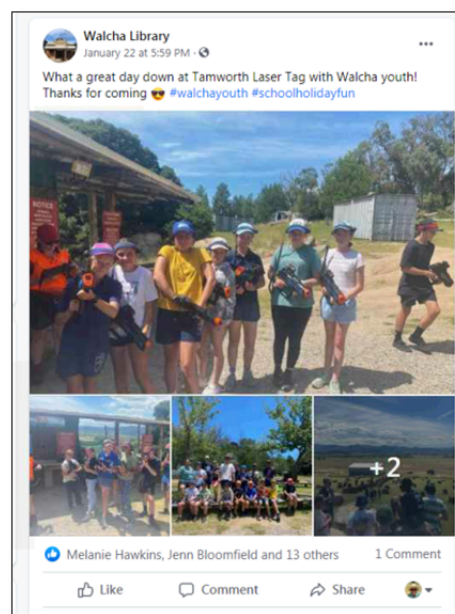 Walcha Library
January 22 at 5:59 PM ·
What a great day down at Tamworth Laser Tag with Walcha youth!
Thanks for coming 😎 #walchayouth #schoolholidayfun
NOTICE
+2
Melanie Hawkins, Jenn Bloomfield and 13 others 1 Comment
Like Comment Share